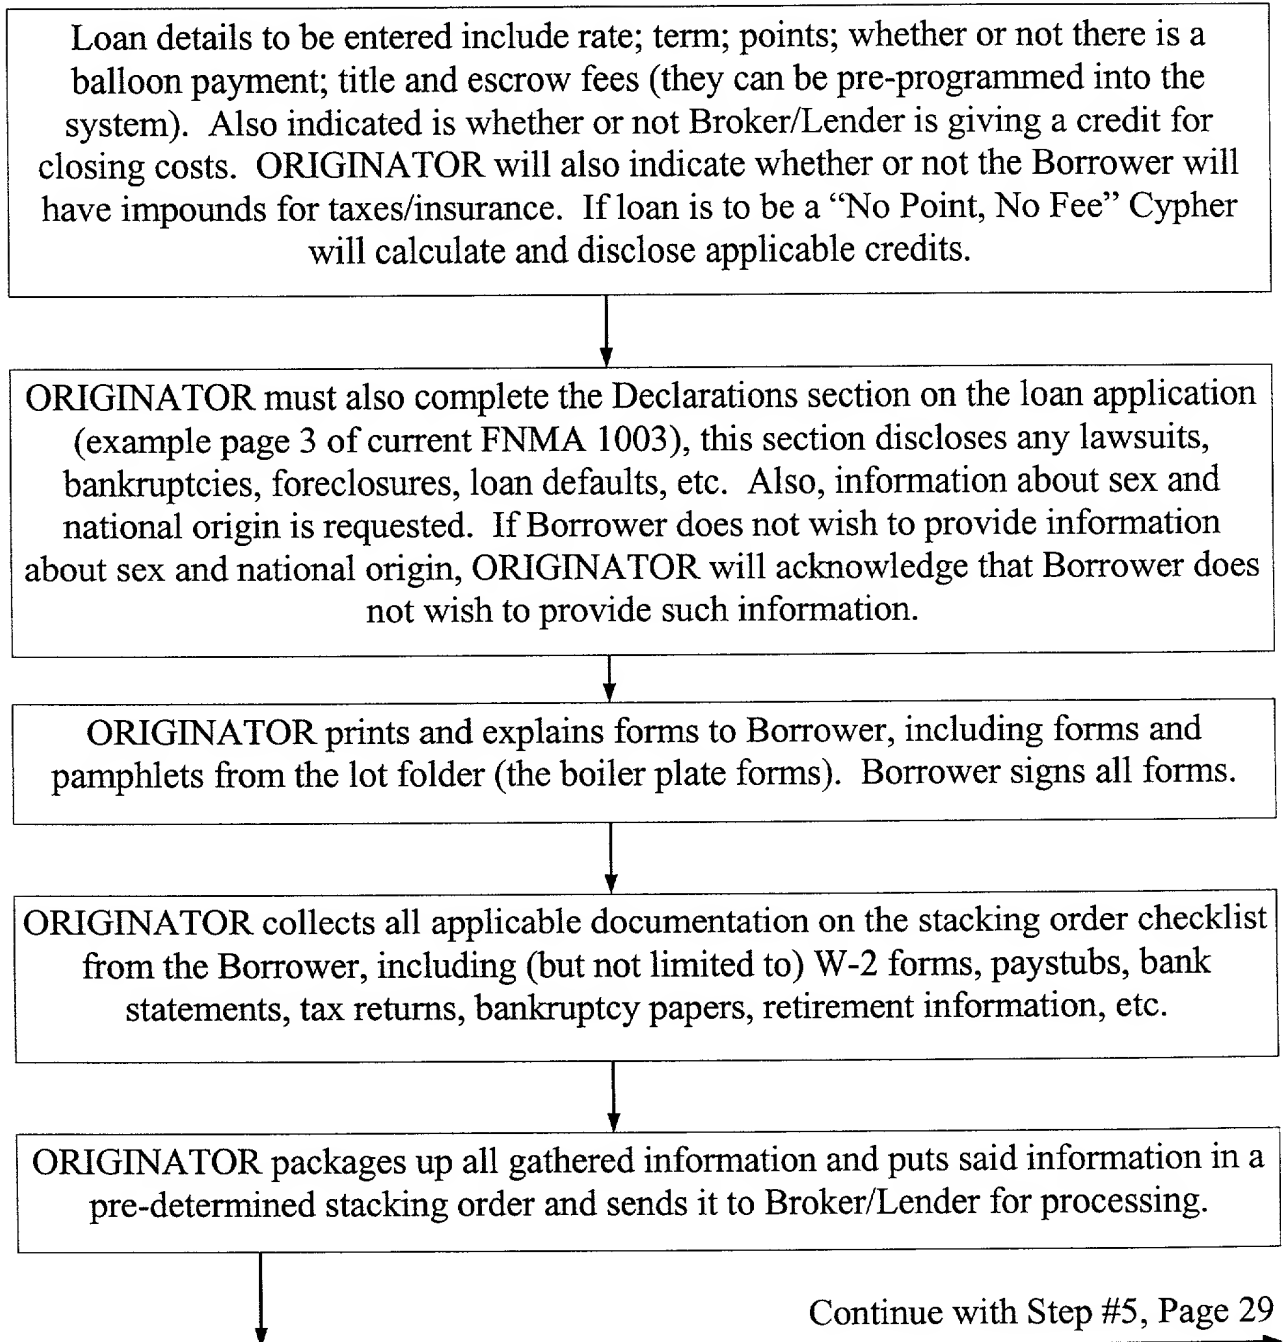 Loan details to be entered include rate; term; points; whether or not there is a
balloon payment; title and escrow fees (they can be pre-programmed into the
system).  Also indicated is whether or not Broker/Lender is giving a credit for
closing costs.  ORIGINATOR will also indicate whether or not the Borrower will
have impounds for taxes/insurance.  If loan is to be a “No Point, No Fee” Cypher
will calculate and disclose applicable credits.
ORIGINATOR must also complete the Declarations section on the loan application
(example page 3 of current FNMA 1003), this section discloses any lawsuits,
bankruptcies, foreclosures, loan defaults, etc.  Also, information about sex and
national origin is requested.  If Borrower does not wish to provide information
about sex and national origin, ORIGINATOR will acknowledge that Borrower does
not wish to provide such information.
ORIGINATOR prints and explains forms to Borrower, including forms and
pamphlets from the lot folder (the boiler plate forms).  Borrower signs all forms.
ORIGINATOR collects all applicable documentation on the stacking order checklist
from the Borrower, including (but not limited to) W-2 forms, paystubs, bank
statements, tax returns, bankruptcy papers, retirement information, etc.
ORIGINATOR packages up all gathered information and puts said information in a
pre-determined stacking order and sends it to Broker/Lender for processing.
Continue with Step #5, Page 29